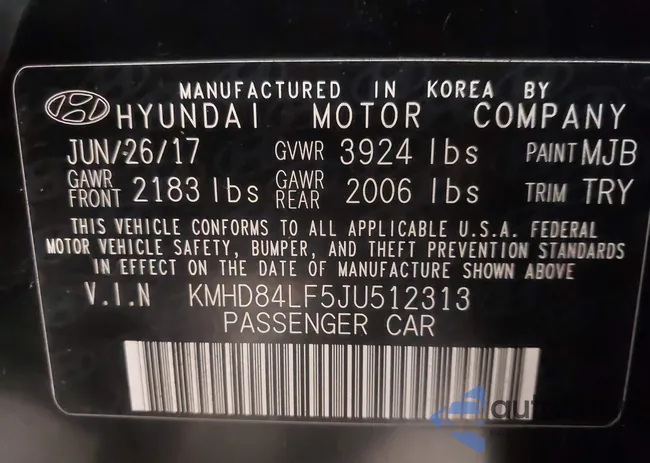 MANUFACTURED IN KOREA BY
HYUNDAI MOTOR COMPANY
JUN/26/17 GVWR 3924 lbs PAINT MJB
GAWR FRONT 2183 lbs GAWR REAR 2006 lbs TRIM TRY
THIS VEHICLE CONFORMS TO ALL APPLICABLE U.S.A. FEDERAL
MOTOR VEHICLE SAFETY, BUMPER, AND THEFT PREVENTION STANDARDS
IN EFFECT ON THE DATE OF MANUFACTURE SHOWN ABOVE
V.I.N KMHD84LF5JU512313
PASSENGER CAR